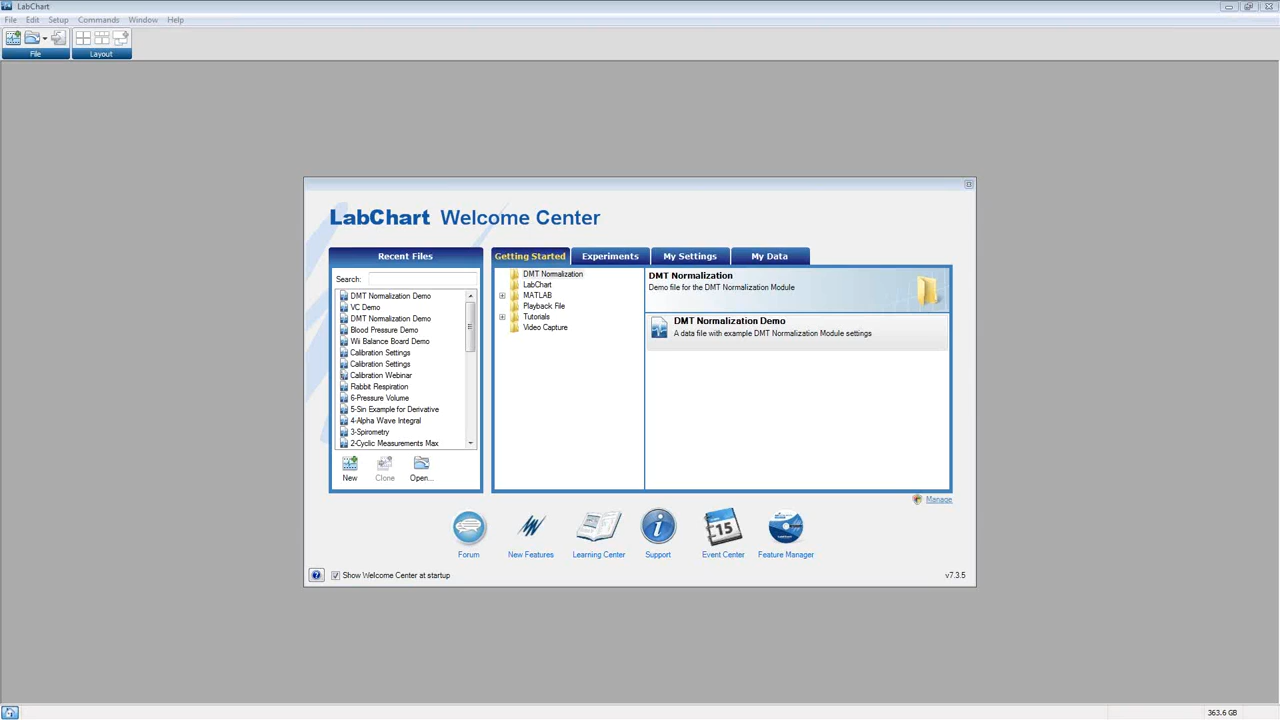 LabChart
File Edit Setup Commands Window Help
File Layout
LabChart Welcome Center
Recent Files
Search:
DMT Normalization Demo
VC Demo
DMT Normalization Demo
Blood Pressure Demo
Wii Balance Board Demo
Calibration Settings
Calibration Settings
Calibration Webinar
Rabbit Respiration
6-Pressure Volume
5-Sin Example for Derivative
4-Alpha Wave Integral
3-Spirometry
2-Cyclic Measurements Max
New Clone Open...
Getting Started Experiments My Settings My Data
DMT Normalization
LabChart
MATLAB
Playback File
Tutorials
Video Capture
DMT Normalization
Demo file for the DMT Normalization Module
DMT Normalization Demo
A data file with example DMT Normalization Module settings
Manage
15
Forum New Features Learning Center Support Event Center Feature Manager
Show Welcome Center at startup
v7.3.5
363.6 GB